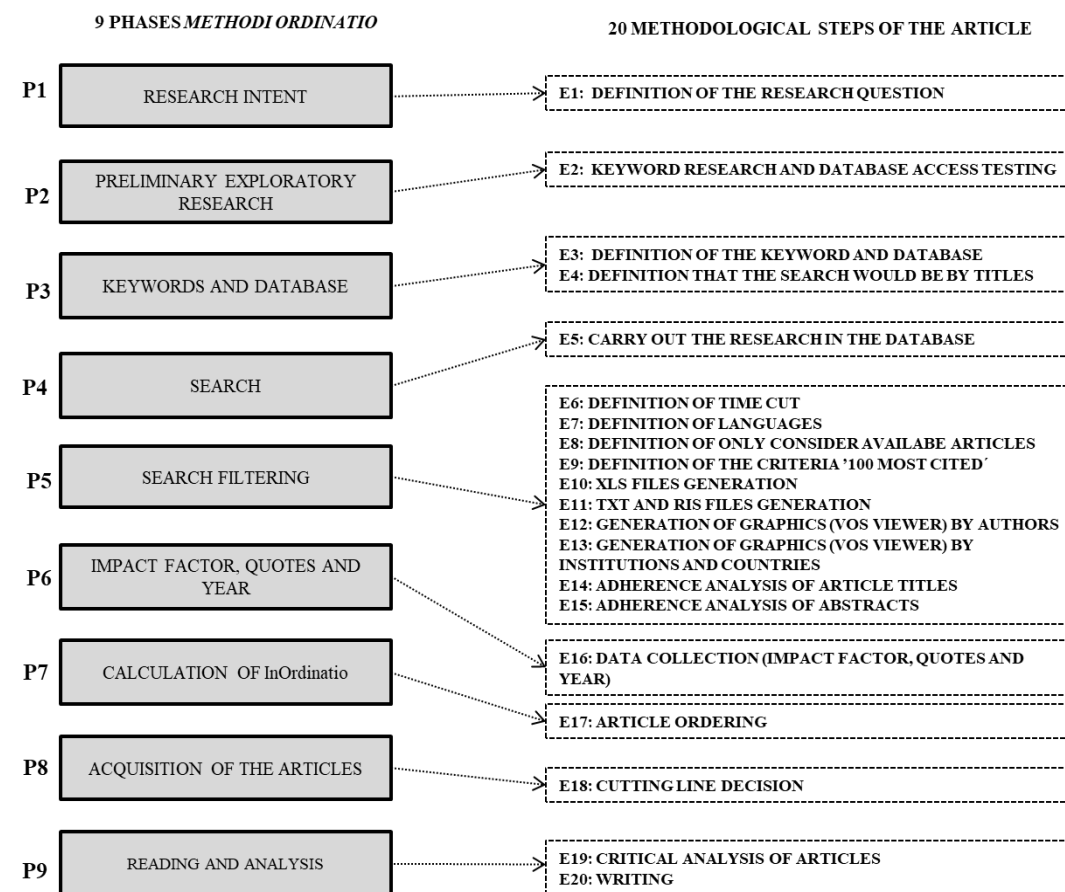 9 PHASES METHODI ORDINATIO
20 METHODOLOGICAL STEPS OF THE ARTICLE
P1
RESEARCH INTENT
E1: DEFINITION OF THE RESEARCH QUESTION
P2
PRELIMINARY EXPLORATORY
RESEARCH
E2: KEYWORD RESEARCH AND DATABASE ACCESS TESTING
P3
KEYWORDS AND DATABASE
E3: DEFINITION OF THE KEYWORD AND DATABASE
E4: DEFINITION THAT THE SEARCH WOULD BE BY TITLES
P4
SEARCH
E5: CARRY OUT THE RESEARCH IN THE DATABASE
P5
SEARCH FILTERING
E6: DEFINITION OF TIME CUT
E7: DEFINITION OF LANGUAGES
E8: DEFINITION OF ONLY CONSIDER AVAILABE ARTICLES
E9: DEFINITION OF THE CRITERIA '100 MOST CITED´
E10: XLS FILES GENERATION
E11: TXT AND RIS FILES GENERATION
E12: GENERATION OF GRAPHICS (VOS VIEWER) BY AUTHORS
E13: GENERATION OF GRAPHICS (VOS VIEWER) BY
INSTITUTIONS AND COUNTRIES
E14: ADHERENCE ANALYSIS OF ARTICLE TITLES
E15: ADHERENCE ANALYSIS OF ABSTRACTS
P6
IMPACT FACTOR, QUOTES AND
YEAR
E16: DATA COLLECTION (IMPACT FACTOR, QUOTES AND
YEAR)
P7
CALCULATION OF InOrdinatio
E17: ARTICLE ORDERING
P8
ACQUISITION OF THE ARTICLES
E18: CUTTING LINE DECISION
P9
READING AND ANALYSIS
E19: CRITICAL ANALYSIS OF ARTICLES
E20: WRITING